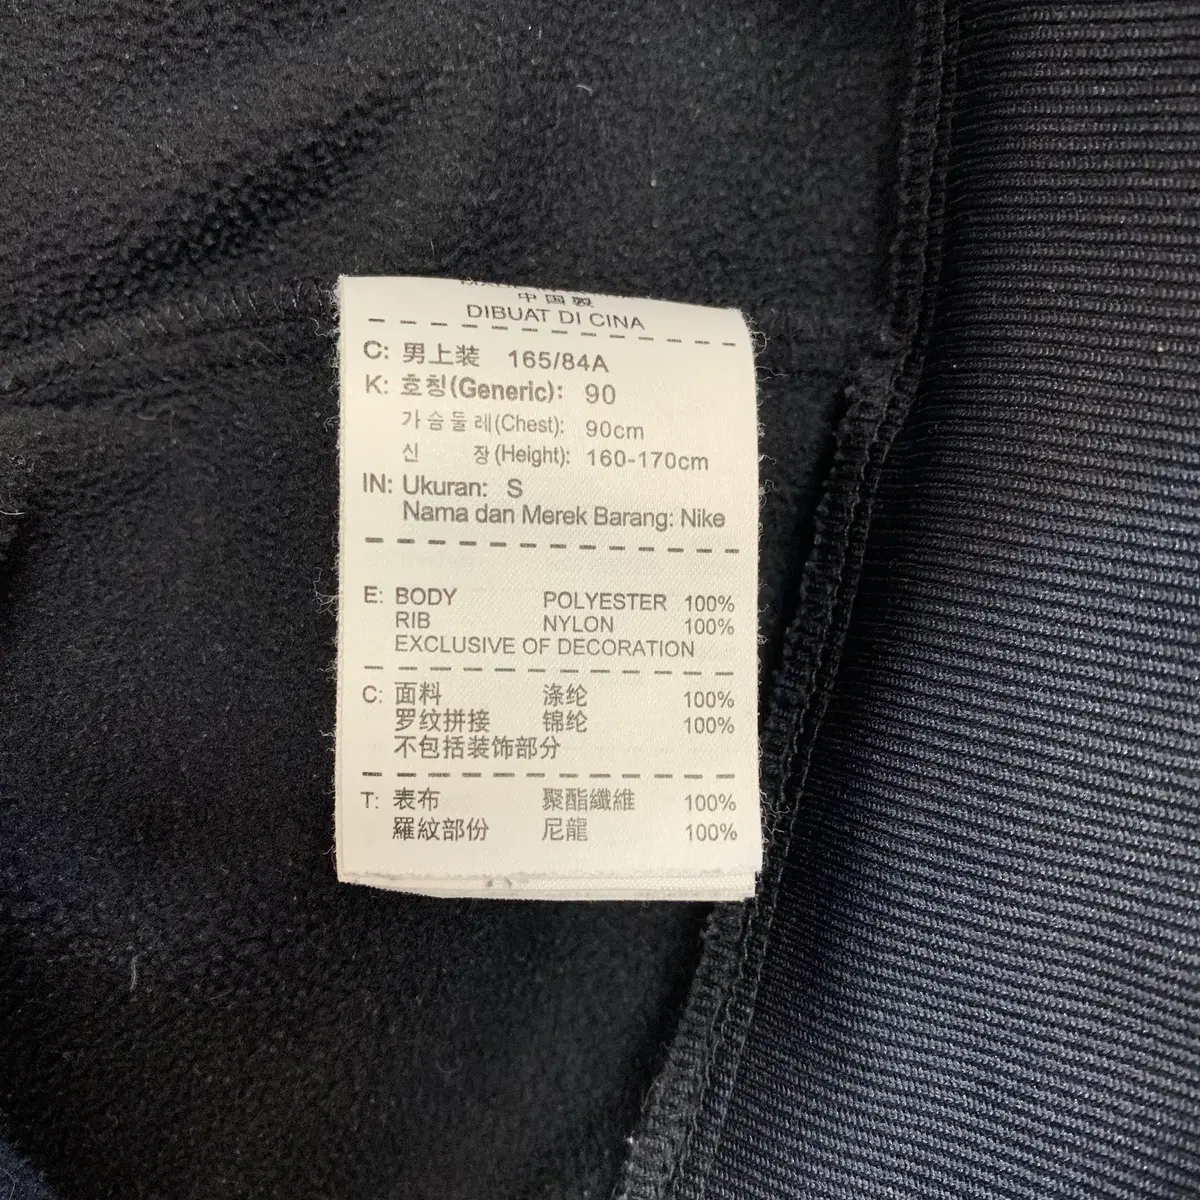 中國製
DIBUAT DI CINA
C: 男上装 165/84A
K: 호칭(Generic): 90
가슴둘레(Chest): 90cm
신 장(Height): 160-170cm
IN: Ukuran: S
Nama dan Merek Barang: Nike
E: BODY POLYESTER 100%
RIB NYLON 100%
EXCLUSIVE OF DECORATION
C: 面料 涤纶 100%
罗纹拼接 锦纶 100%
不包括装饰部分
T: 表布 聚酯纖維 100%
羅紋部份 尼龍 100%